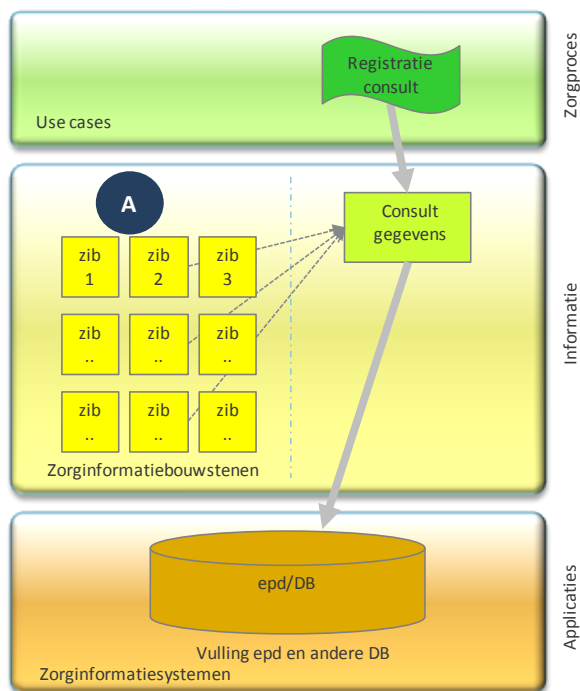 Registratie
consult
Use cases
Zorgproces
A
zib
1
zib
2
zib
3
zib
..
zib
..
zib
..
zib
..
zib
..
zib
..
Zorginformatiebouwstenen
Consult
gegevens
Informatie
epd/DB
Vulling epd en andere DB
Zorginformatiesystemen
Applicaties